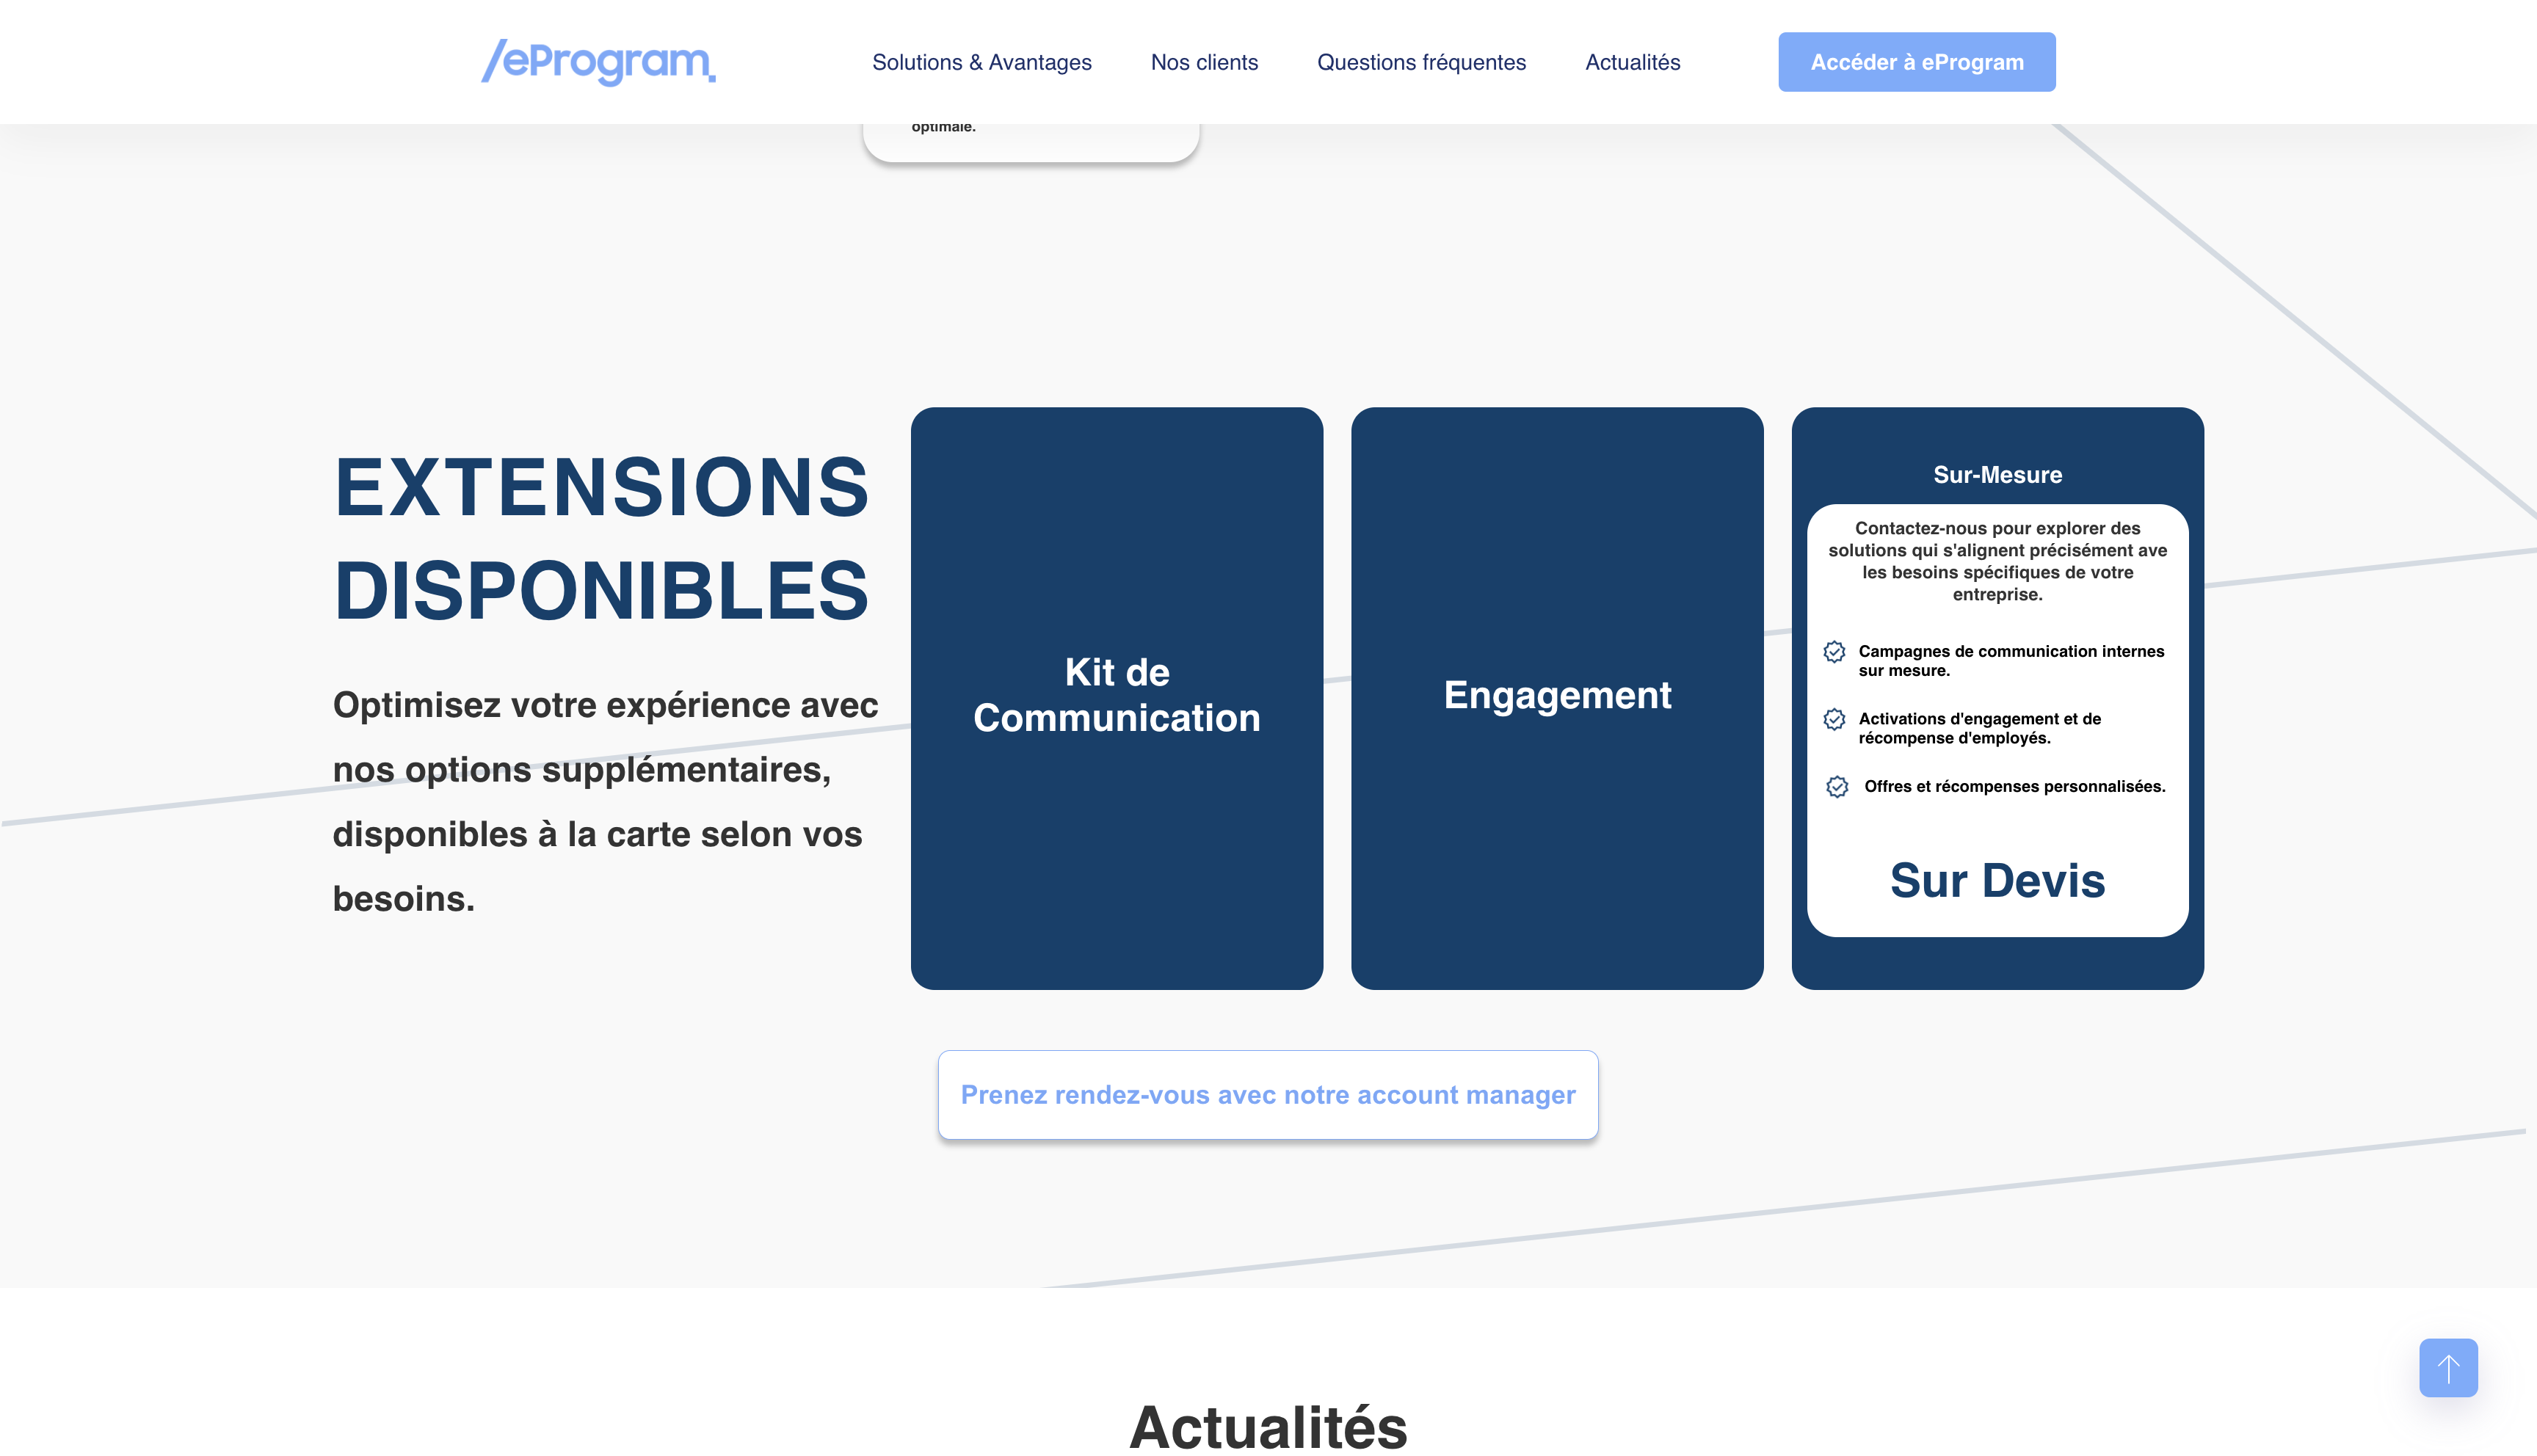 /eProgram.
Solutions & Avantages
Nos clients
Questions fréquentes
Actualités
Accéder à eProgram
optimale.
EXTENSIONS
DISPONIBLES
Optimisez votre expérience avec
nos options supplémentaires,
disponibles à la carte selon vos
besoins.
Kit de
Communication
Engagement
Sur-Mesure
Contactez-nous pour explorer des
solutions qui s'alignent précisément ave
les besoins spécifiques de votre
entreprise.
Campagnes de communication internes
sur mesure.
Activations d'engagement et de
récompense d'employés.
Offres et récompenses personnalisées.
Sur Devis
Prenez rendez-vous avec notre account manager
Actualités